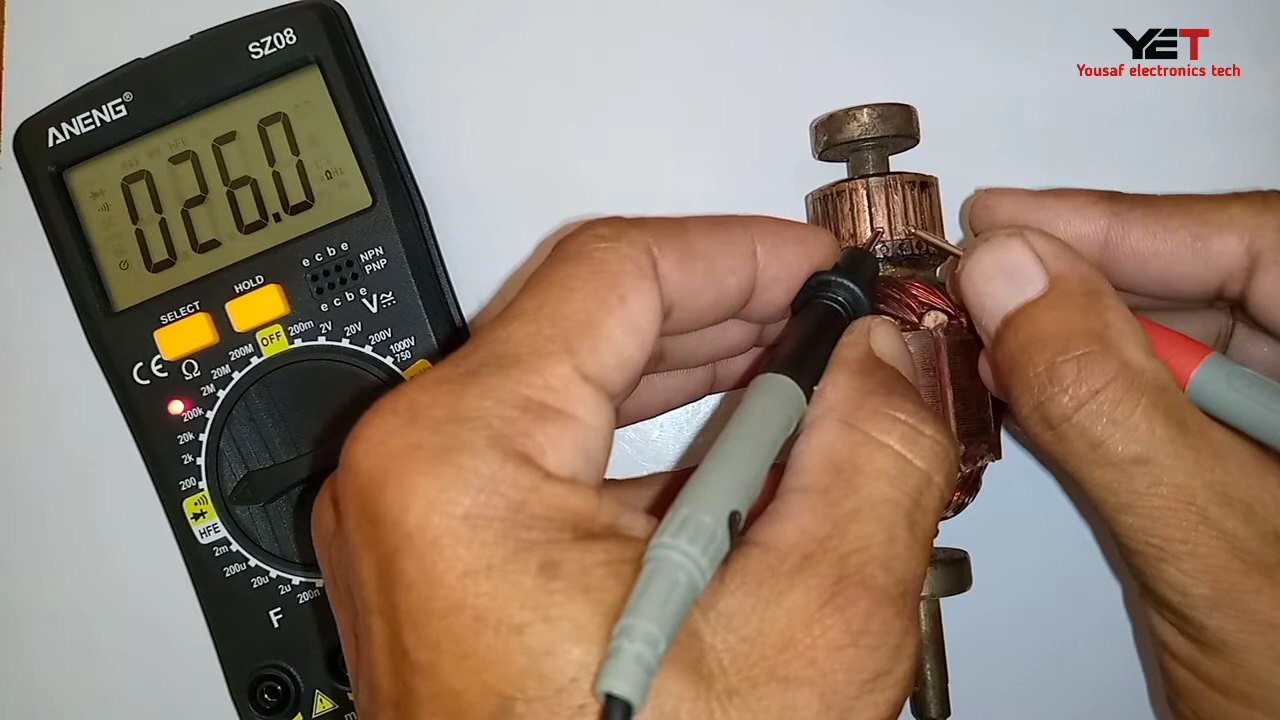 YET
Yousaf electronics tech
SZ08
ANENG®
026.0
Ω
e c b e
NPN
PNP
e c b e
SELECT
HOLD
V
CE
Ω
OFF
200m
2V
20V
200V
1000V
750
200M
20M
2M
200k
20k
2k
200
HFE
2m
200u
20u
2u
200n
F